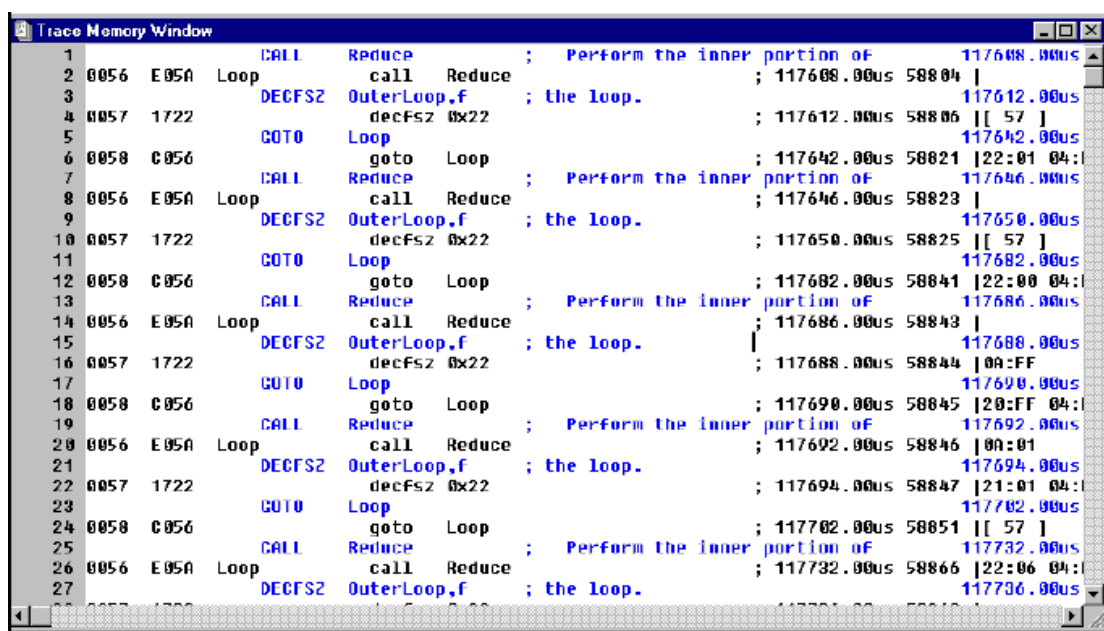 Trace Memory Window
1 CALL Reduce ; Perform the inner portion of 117608.00us
2 0056 E05A Loop call Reduce ; 117608.00us 58804 |
3 DECFSZ OuterLoop,f ; the loop. 117612.00us
4 0057 1722 decfsz 0x22 ; 117612.00us 58806 |[ 57 ]
5 GOTO Loop 117642.00us
6 0058 C056 goto Loop ; 117642.00us 58821 |22:01 04:
7 CALL Reduce ; Perform the inner portion of 117646.00us
8 0056 E05A Loop call Reduce ; 117646.00us 58823 |
9 DECFSZ OuterLoop,f ; the loop. 117650.00us
10 0057 1722 decfsz 0x22 ; 117650.00us 58825 |[ 57 ]
11 GOTO Loop 117682.00us
12 0058 C056 goto Loop ; 117682.00us 58841 |22:00 04:
13 CALL Reduce ; Perform the inner portion of 117686.00us
14 0056 E05A Loop call Reduce ; 117686.00us 58843 |
15 DECFSZ OuterLoop,f ; the loop. 117688.00us
16 0057 1722 decfsz 0x22 ; 117688.00us 58844 |0A:FF
17 GOTO Loop 117690.00us
18 0058 C056 goto Loop ; 117690.00us 58845 |20:FF 04:
19 CALL Reduce ; Perform the inner portion of 117692.00us
20 0056 E05A Loop call Reduce ; 117692.00us 58846 |0A:01
21 DECFSZ OuterLoop,f ; the loop. 117694.00us
22 0057 1722 decfsz 0x22 ; 117694.00us 58847 |21:01 04:
23 GOTO Loop 117702.00us
24 0058 C056 goto Loop ; 117702.00us 58851 |[ 57 ]
25 CALL Reduce ; Perform the inner portion of 117732.00us
26 0056 E05A Loop call Reduce ; 117732.00us 58866 |22:06 04:
27 DECFSZ OuterLoop,f ; the loop. 117736.00us